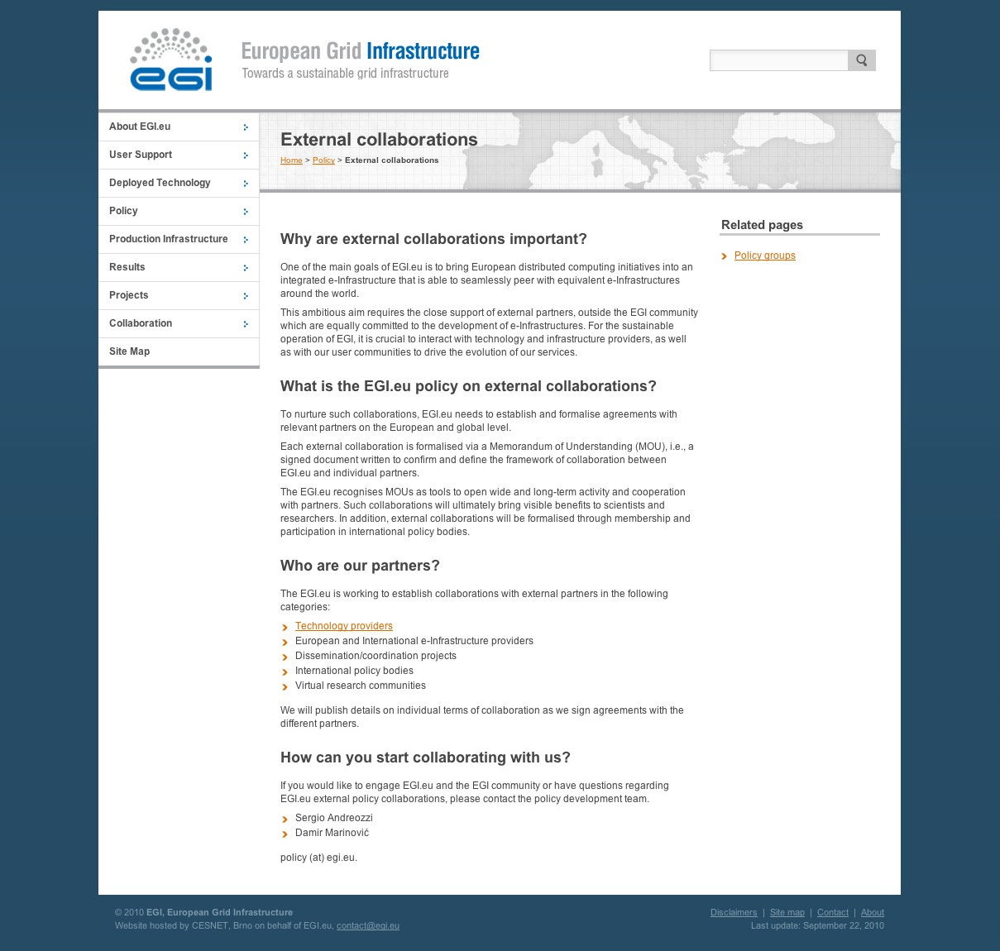 egi
European Grid Infrastructure
Towards a sustainable grid infrastructure
About EGI.eu
User Support
Deployed Technology
Policy
Production Infrastructure
Results
Projects
Collaboration
Site Map
External collaborations
Home > Policy > External collaborations
Why are external collaborations important?
One of the main goals of EGI.eu is to bring European distributed computing initiatives into an
integrated e-Infrastructure that is able to seamlessly peer with equivalent e-Infrastructures
around the world.
This ambitious aim requires the close support of external partners, outside the EGI community
which are equally committed to the development of e-Infrastructures. For the sustainable
operation of EGI, it is crucial to interact with technology and infrastructure providers, as well
as with our user communities to drive the evolution of our services.
What is the EGI.eu policy on external collaborations?
To nurture such collaborations, EGI.eu needs to establish and formalise agreements with
relevant partners on the European and global level.
Each external collaboration is formalised via a Memorandum of Understanding (MOU), i.e., a
signed document written to confirm and define the framework of collaboration between
EGI.eu and individual partners.
The EGI.eu recognises MOUs as tools to open wide and long-term activity and cooperation
with partners. Such collaborations will ultimately bring visible benefits to scientists and
researchers. In addition, external collaborations will be formalised through membership and
participation in international policy bodies.
Who are our partners?
The EGI.eu is working to establish collaborations with external partners in the following
categories:
Technology providers
European and International e-Infrastructure providers
Dissemination/coordination projects
International policy bodies
Virtual research communities
We will publish details on individual terms of collaboration as we sign agreements with the
different partners.
How can you start collaborating with us?
If you would like to engage EGI.eu and the EGI community or have questions regarding
EGI.eu external policy collaborations, please contact the policy development team.
Sergio Andreozzi
Damir Marinović
policy (at) egi.eu.
Related pages
Policy groups
© 2010 EGI, European Grid Infrastructure
Website hosted by CESNET, Brno on behalf of EGI.eu, contact@egi.eu
Disclaimers | Site map | Contact | About
Last update: September 22, 2010